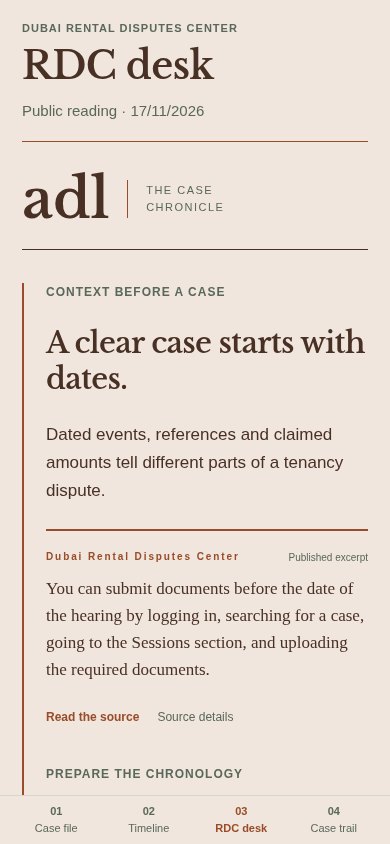 DUBAI RENTAL DISPUTES CENTER
RDC desk
Public reading · 17/11/2026
adl
THE CASE
CHRONICLE
CONTEXT BEFORE A CASE
A clear case starts with
dates.
Dated events, references and claimed
amounts tell different parts of a tenancy
dispute.
Dubai Rental Disputes Center
Published excerpt
You can submit documents before the date of
the hearing by logging in, searching for a case,
going to the Sessions section, and uploading
the required documents.
Read the source Source details
PREPARE THE CHRONOLOGY
01 02 03 04
Case file Timeline RDC desk Case trail